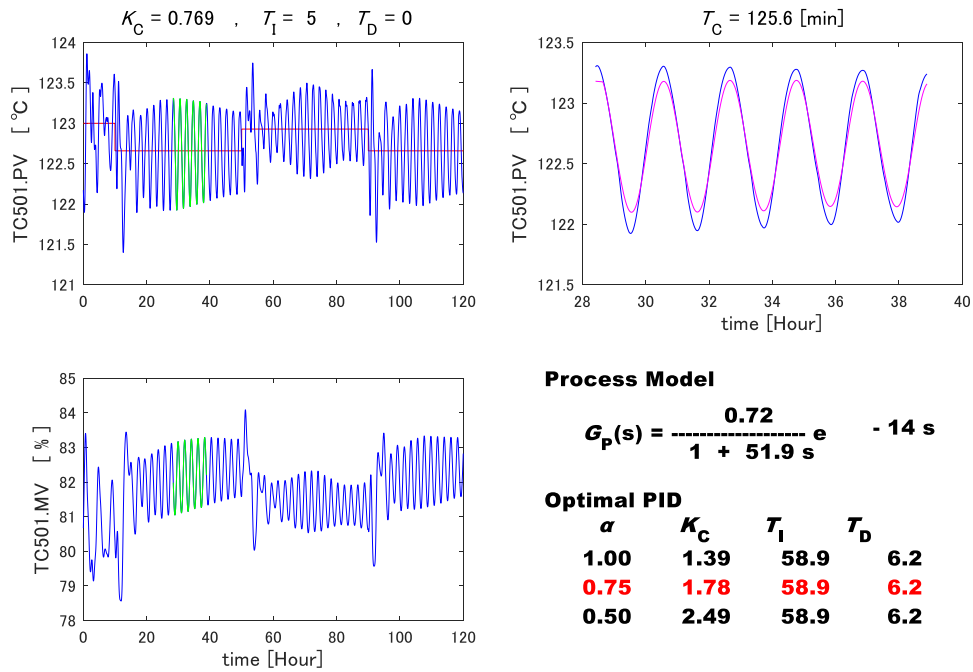 K_C = 0.769 , T_I = 5 , T_D = 0
124
123.5
123
122.5
122
121.5
121
TC501.PV [ °C ]
0 20 40 60 80 100 120
T_C = 125.6 [min]
123.5
123
122.5
122
121.5
TC501.PV [ °C ]
28 30 32 34 36 38 40
time [Hour]
85
84
83
82
81
80
79
78
TC501.MV [ % ]
0 20 40 60 80 100 120
time [Hour]
Process Model
0.72
G_P(s) = --------------- e - 14 s
1 + 51.9 s
Optimal PID
α K_C T_I T_D
1.00 1.39 58.9 6.2
0.75 1.78 58.9 6.2
0.50 2.49 58.9 6.2